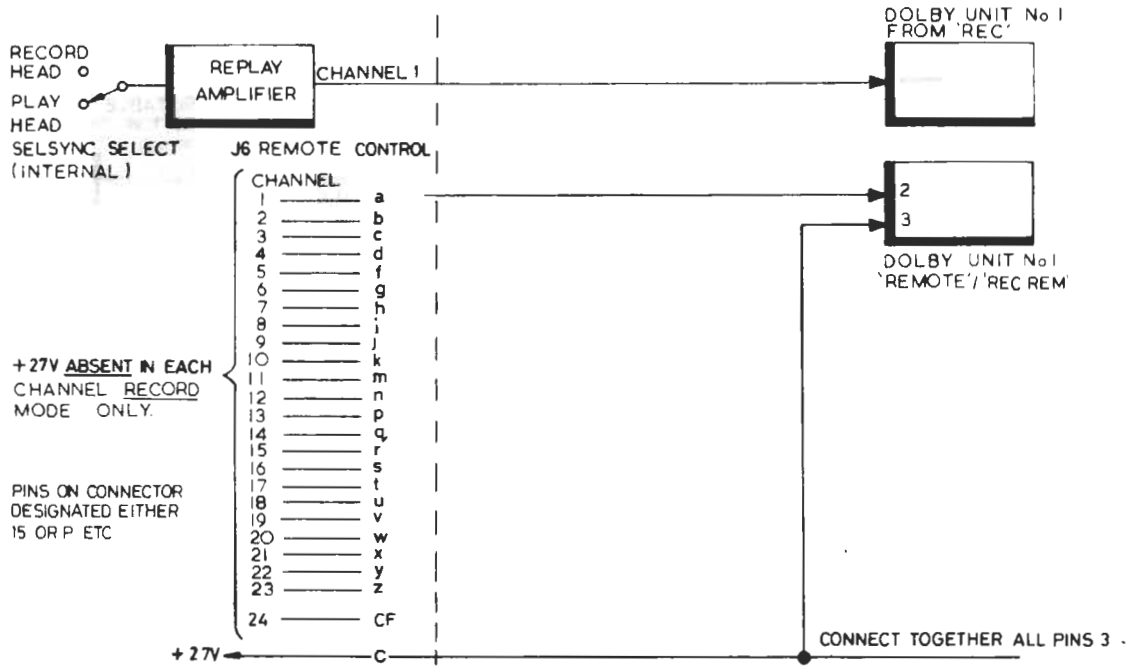 DOLBY UNIT No 1
FROM 'REC'
RECORD
HEAD
PLAY
HEAD
SELSYNC SELECT
(INTERNAL)
REPLAY
AMPLIFIER
CHANNEL 1
J6 REMOTE CONTROL
CHANNEL
1 a
2 b
3 c
4 d
5 f
6 g
7 h
8 i
9 j
10 k
11 m
12 n
13 p
14 q
15 r
16 s
17 t
18 u
19 v
20 w
21 x
22 y
23 z
24 CF
+27V C
+27V ABSENT IN EACH
CHANNEL RECORD
MODE ONLY.
PINS ON CONNECTOR
DESIGNATED EITHER
15 OR P ETC
2
3
DOLBY UNIT No 1
'REMOTE'/'REC REM'
CONNECT TOGETHER ALL PINS 3 .